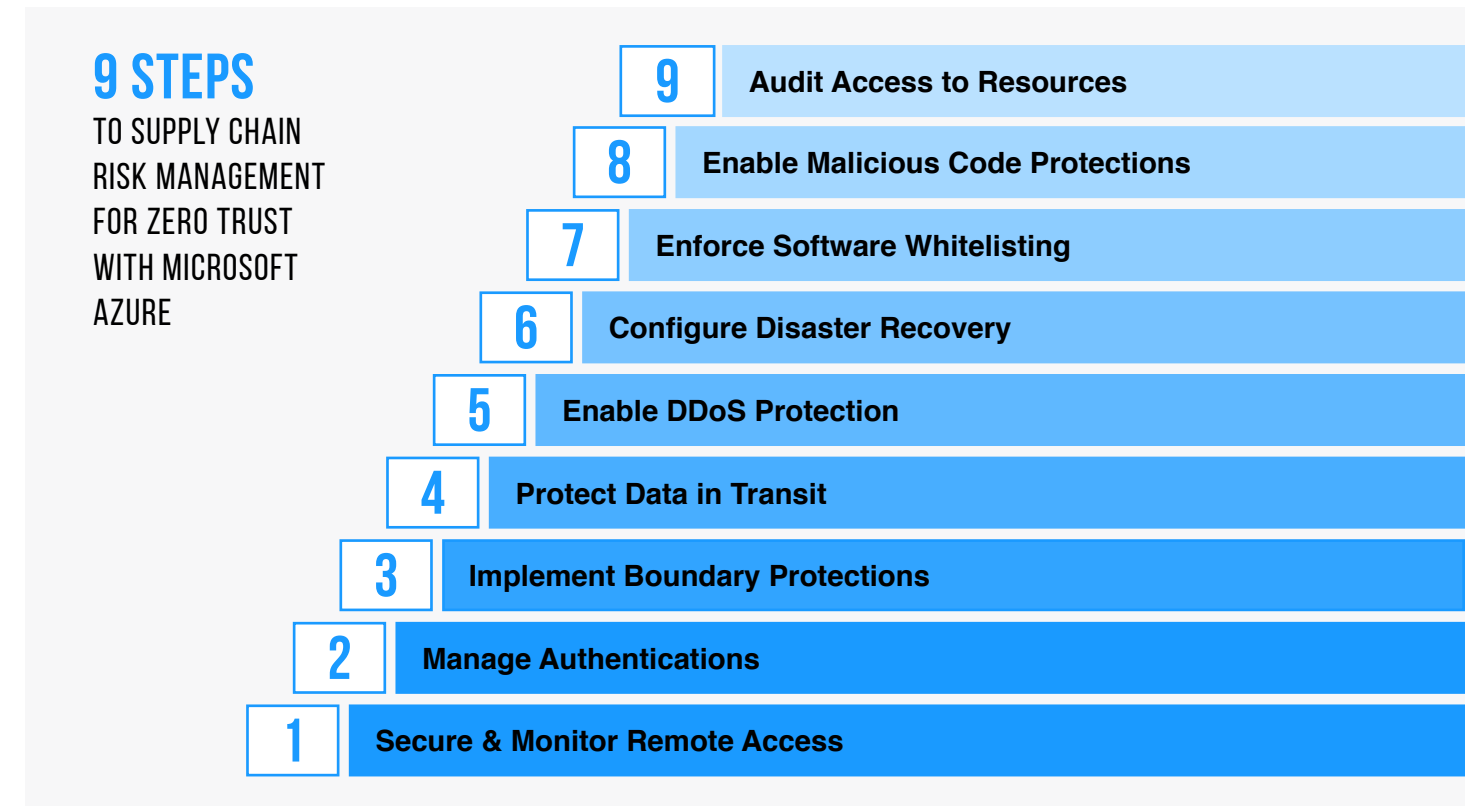 9 STEPS
TO SUPPLY CHAIN
RISK MANAGEMENT
FOR ZERO TRUST
WITH MICROSOFT
AZURE
9 Audit Access to Resources
8 Enable Malicious Code Protections
7 Enforce Software Whitelisting
6 Configure Disaster Recovery
5 Enable DDoS Protection
4 Protect Data in Transit
3 Implement Boundary Protections
2 Manage Authentications
1 Secure & Monitor Remote Access